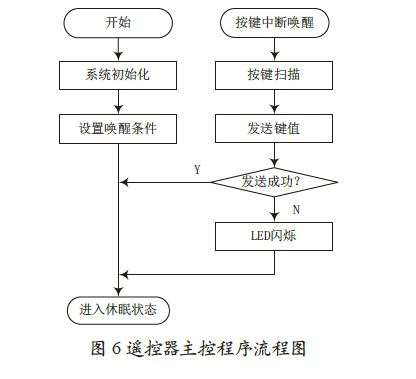 开始
按键中断唤醒
系统初始化
按键扫描
设置唤醒条件
发送键值
Y
发送成功?
N
LED闪烁
进入休眠状态
图 6 遥控器主控程序流程图